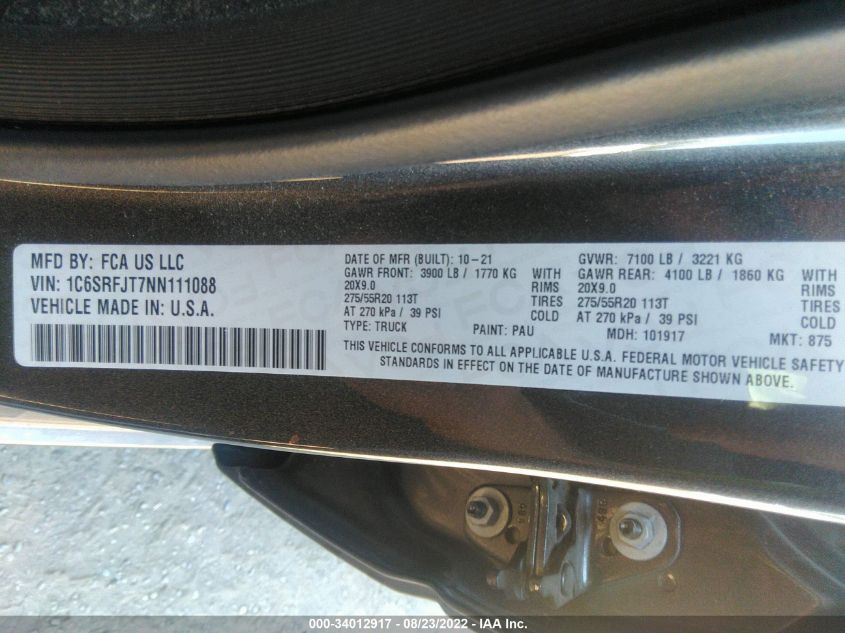 MFD BY: FCA US LLC
VIN: 1C6SRFJT7NN111088
VEHICLE MADE IN: U.S.A.
DATE OF MFR (BUILT): 10-21 GVWR: 7100 LB / 3221 KG
GAWR FRONT: 3900 LB / 1770 KG WITH GAWR REAR: 4100 LB / 1860 KG WITH
20X9.0 RIMS 20X9.0 RIMS
275/55R20 113T TIRES 275/55R20 113T TIRES
AT 270 kPa / 39 PSI COLD AT 270 kPa / 39 PSI COLD
TYPE: TRUCK PAINT: PAU MDH: 101917 MKT: 875
THIS VEHICLE CONFORMS TO ALL APPLICABLE U.S.A. FEDERAL MOTOR VEHICLE SAFETY
STANDARDS IN EFFECT ON THE DATE OF MANUFACTURE SHOWN ABOVE.
000-34012917 - 08/23/2022 - IAA Inc.